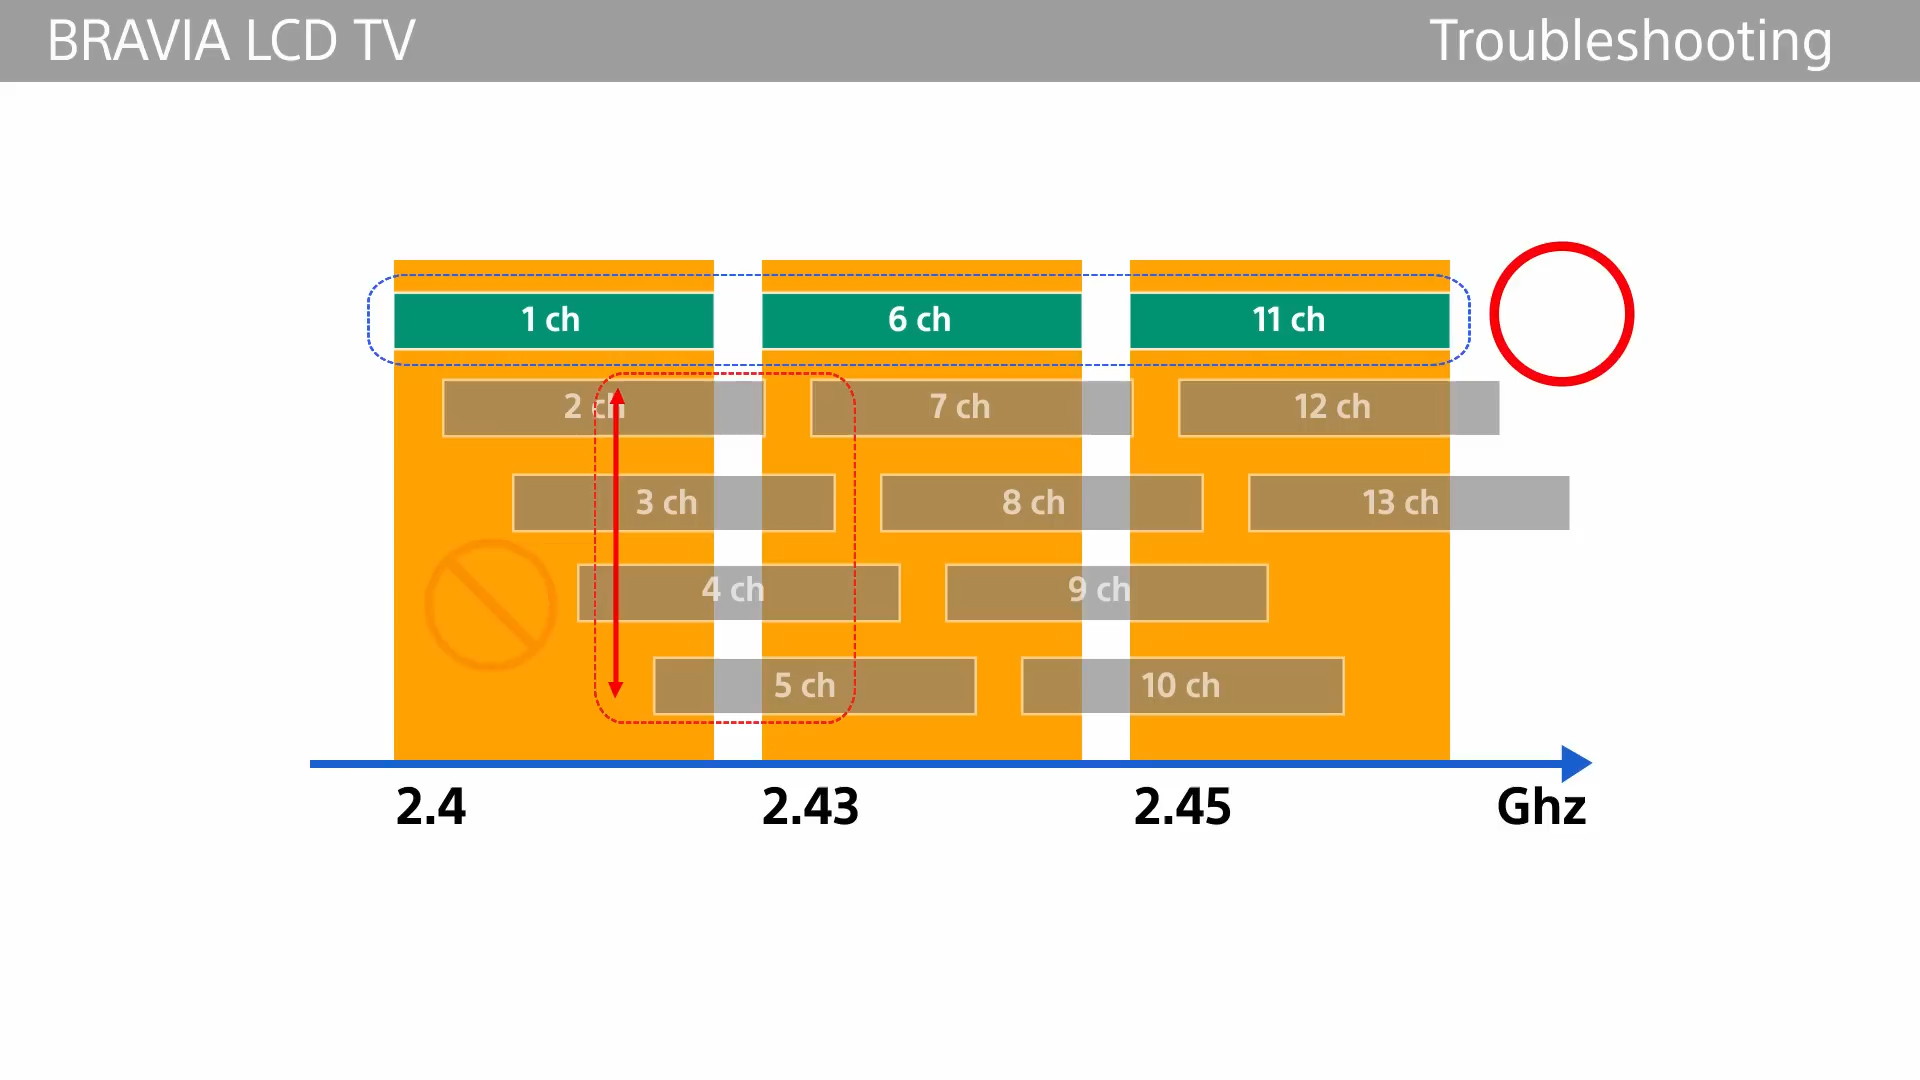 BRAVIA LCD TV
Troubleshooting
1 ch
6 ch
11 ch
2 ch
7 ch
12 ch
3 ch
8 ch
13 ch
4 ch
9 ch
5 ch
10 ch
2.4
2.43
2.45
Ghz